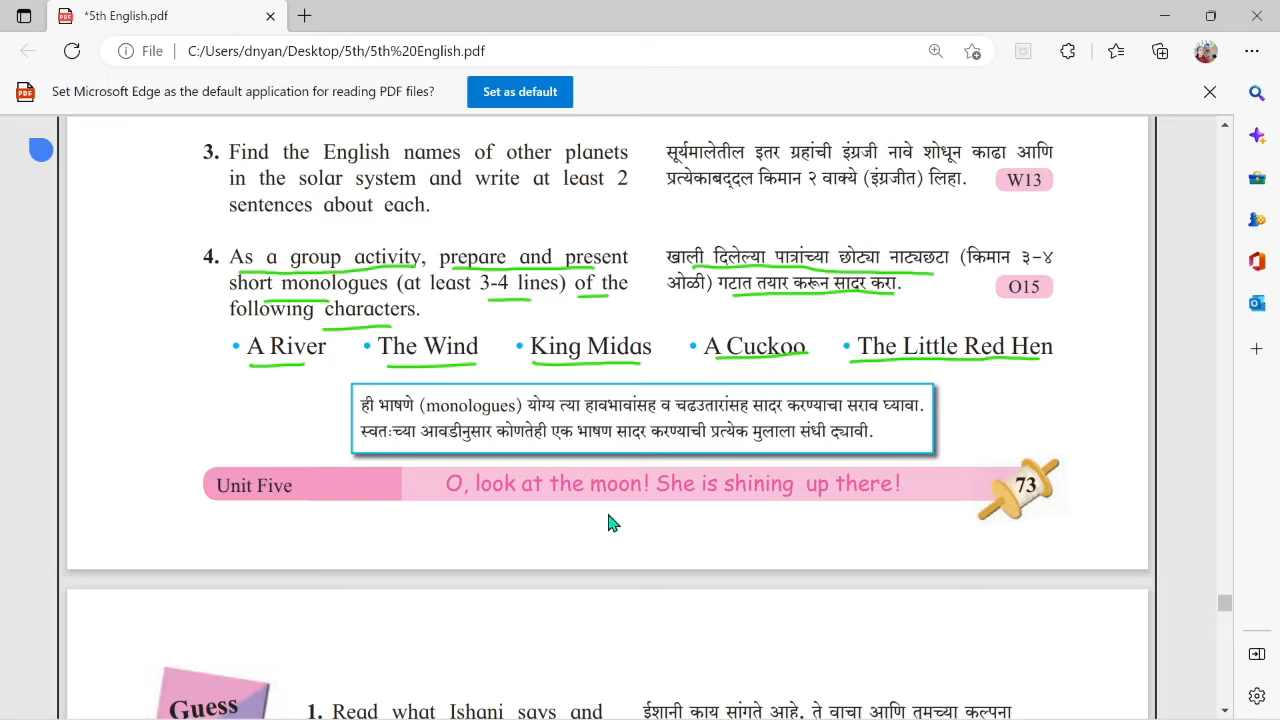 *5th English.pdf
File | C:/Users/dnyan/Desktop/5th/5th%20English.pdf
Set Microsoft Edge as the default application for reading PDF files? Set as default
3. Find the English names of other planets
in the solar system and write at least 2
sentences about each.
सूर्यमालेतील इतर ग्रहांची इंग्रजी नावे शोधून काढा आणि
प्रत्येकाबद्दल किमान २ वाक्ये (इंग्रजीत) लिहा. W13
4. As a group activity, prepare and present
short monologues (at least 3-4 lines) of the
following characters.
खाली दिलेल्या पात्रांच्या छोट्या नाट्यछटा (किमान ३-४
ओळी) गटात तयार करून सादर करा. O15
• A River • The Wind • King Midas • A Cuckoo • The Little Red Hen
ही भाषणे (monologues) योग्य त्या हावभावांसह व चढउतारांसह सादर करण्याचा सराव घ्यावा.
स्वतःच्या आवडीनुसार कोणतेही एक भाषण सादर करण्याची प्रत्येक मुलाला संधी द्यावी.
Unit Five O, look at the moon! She is shining up there! 73
Guess
1. Read what Ishani says and
ईशानी काय सांगते आहे, ते वाचा आणि तुमच्या कल्पना